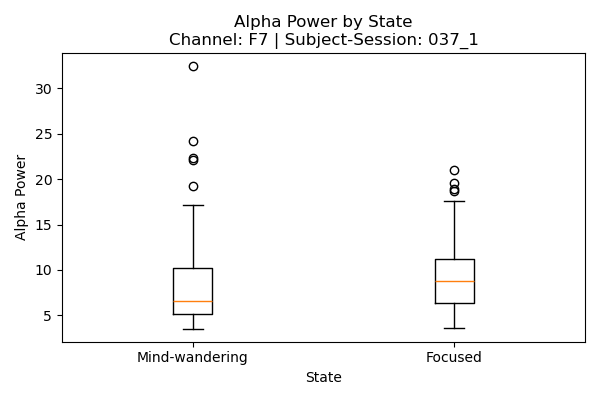 Alpha Power by State
Channel: F7 | Subject-Session: 037_1
30
25
20
15
10
5
Alpha Power
Mind-wandering
Focused
State